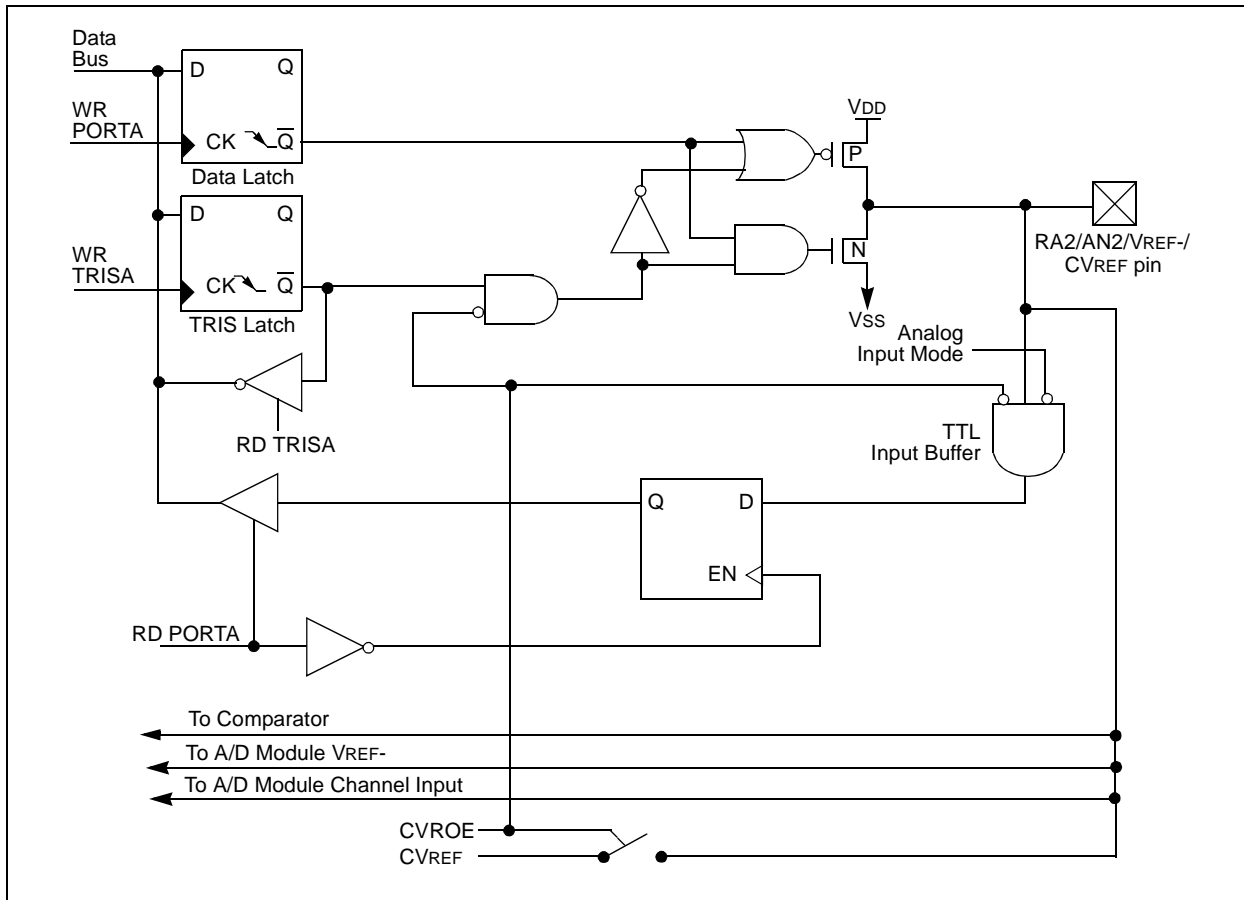 Data
Bus
D Q
WR
PORTA
CK Q
Data Latch
VDD
P
D Q
WR
TRISA
CK Q
TRIS Latch
N
RA2/AN2/VREF-/
CVREF pin
VSS
Analog
Input Mode
RD TRISA
TTL
Input Buffer
Q D
EN
RD PORTA
To Comparator
To A/D Module VREF-
To A/D Module Channel Input
CVROE
CVREF